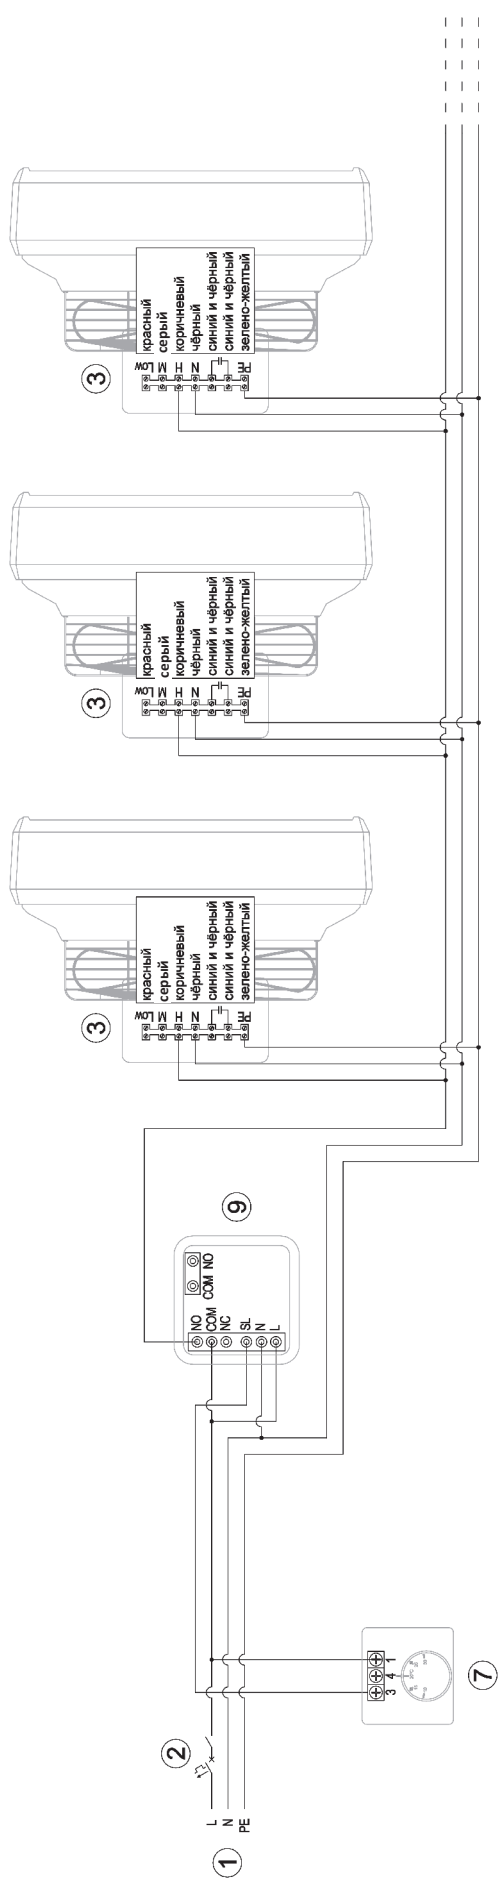 1
L
N
PE
2
7
3
4
1
9
NO
COM
NC
SL
N
L
COM NO
3
Low
M
H
N
PE
красный
серый
коричневый
чёрный
синий и чёрный
синий и чёрный
зелено-желтый
3
Low
M
H
N
PE
красный
серый
коричневый
чёрный
синий и чёрный
синий и чёрный
зелено-желтый
3
Low
M
H
N
PE
красный
серый
коричневый
чёрный
синий и чёрный
синий и чёрный
зелено-желтый